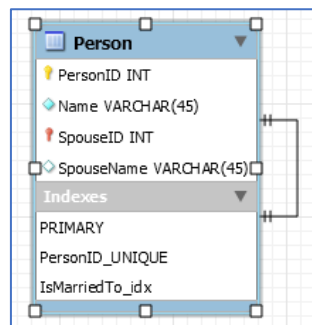 Person
PersonID INT
Name VARCHAR(45)
SpouseID INT
SpouseName VARCHAR(45)
Indexes
PRIMARY
PersonID_UNIQUE
IsMarriedTo_idx